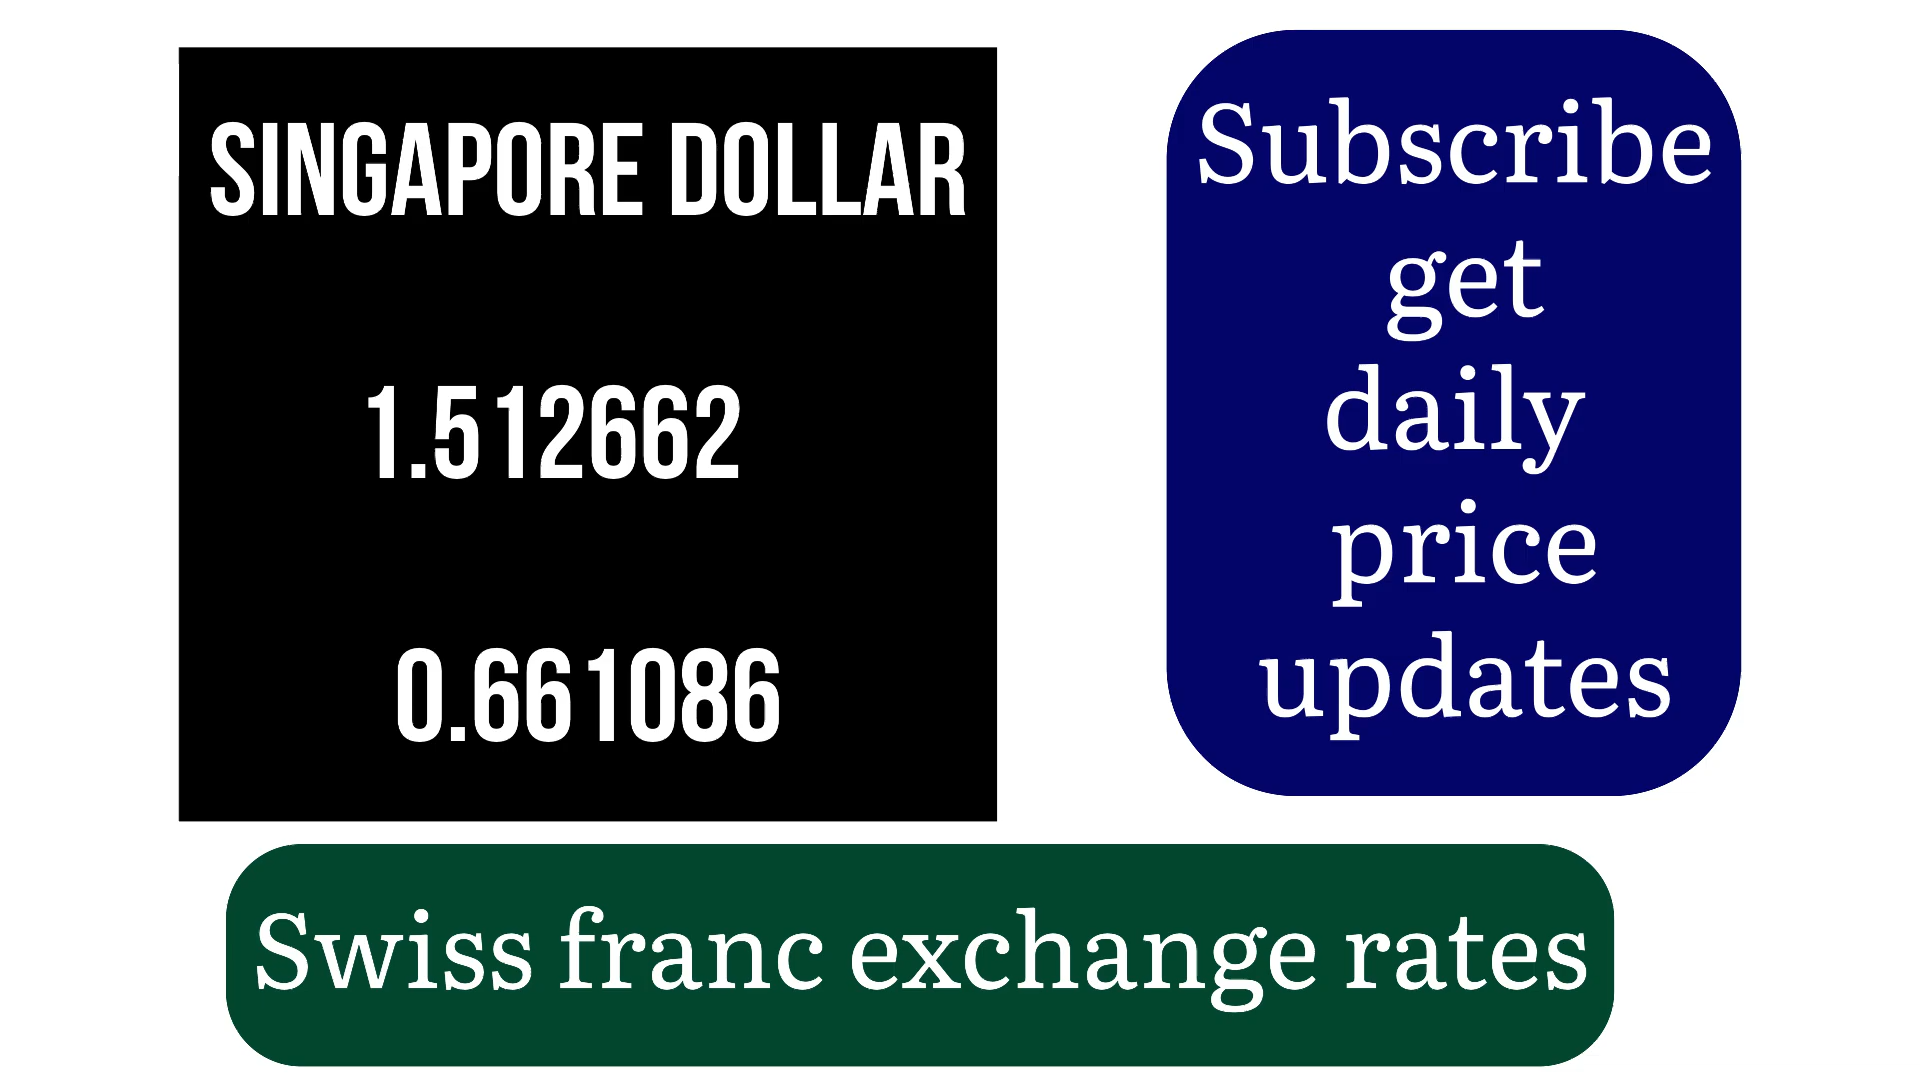 SINGAPORE DOLLAR
1.512662
0.661086
Subscribe
get
daily
price
updates
Swiss franc exchange rates